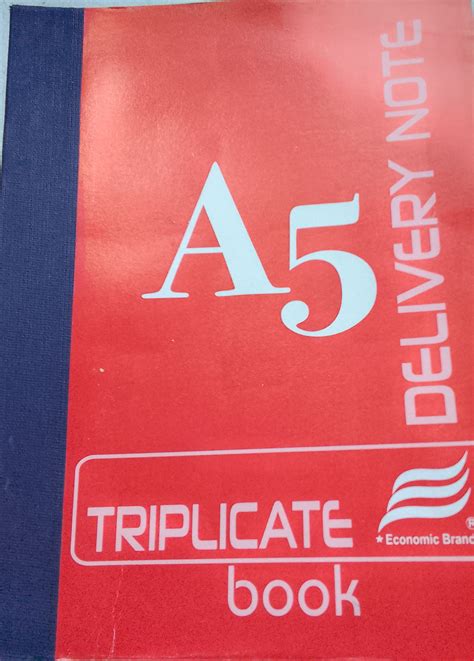 DELIVERY NOTE
A5
TRIPLICATE
★ Economic Brand
®
book